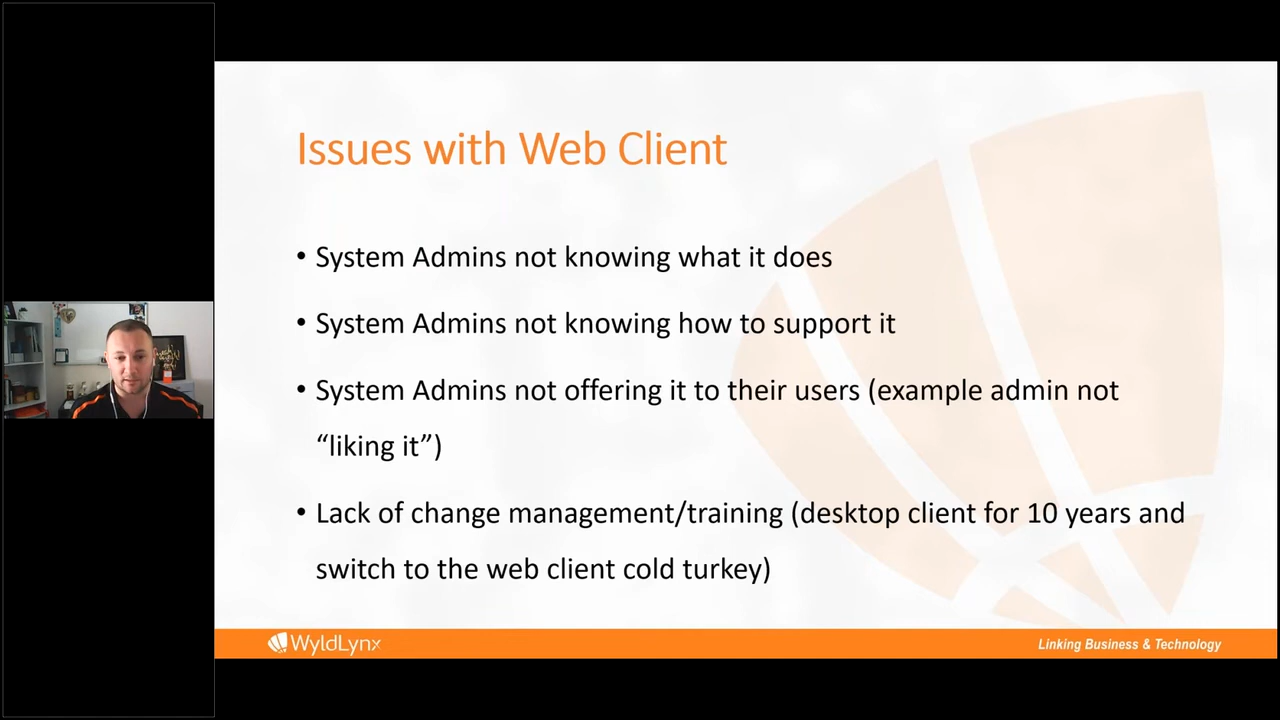 Issues with Web Client
• System Admins not knowing what it does
• System Admins not knowing how to support it
• System Admins not offering it to their users (example admin not
“liking it”)
• Lack of change management/training (desktop client for 10 years and
switch to the web client cold turkey)
WyldLynx
Linking Business & Technology